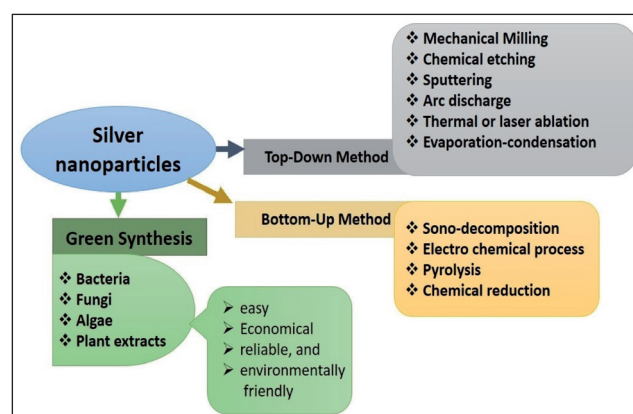 Silver
nanoparticles
Top-Down Method
❖ Mechanical Milling
❖ Chemical etching
❖ Sputtering
❖ Arc discharge
❖ Thermal or laser ablation
❖ Evaporation-condensation
Bottom-Up Method
❖ Sono-decomposition
❖ Electro chemical process
❖ Pyrolysis
❖ Chemical reduction
Green Synthesis
❖ Bacteria
❖ Fungi
❖ Algae
❖ Plant extracts
➢ easy
➢ Economical
➢ reliable, and
➢ environmentally
friendly